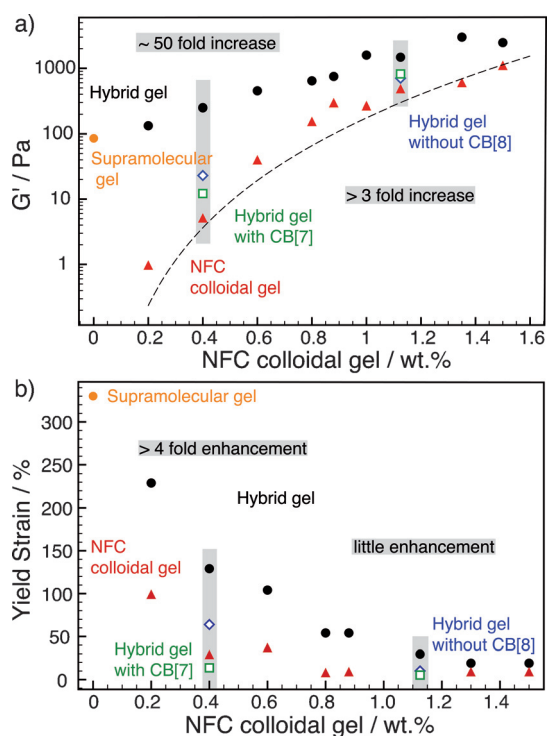 a)
~ 50 fold increase
1000
100
10
1
G' / Pa
Hybrid gel
Supramolecular
gel
Hybrid gel
without CB[8]
> 3 fold increase
Hybrid gel
with CB[7]
NFC
colloidal gel
0 0.2 0.4 0.6 0.8 1.0 1.2 1.4 1.6
NFC colloidal gel / wt.%
b)
Supramolecular gel
300
250
200
150
100
50
0
Yield Strain / %
> 4 fold enhancement
Hybrid gel
NFC
colloidal gel
little enhancement
Hybrid gel
with CB[7]
Hybrid gel
without CB[8]
0 0.2 0.4 0.6 0.8 1.0 1.2 1.4
NFC colloidal gel / wt.%